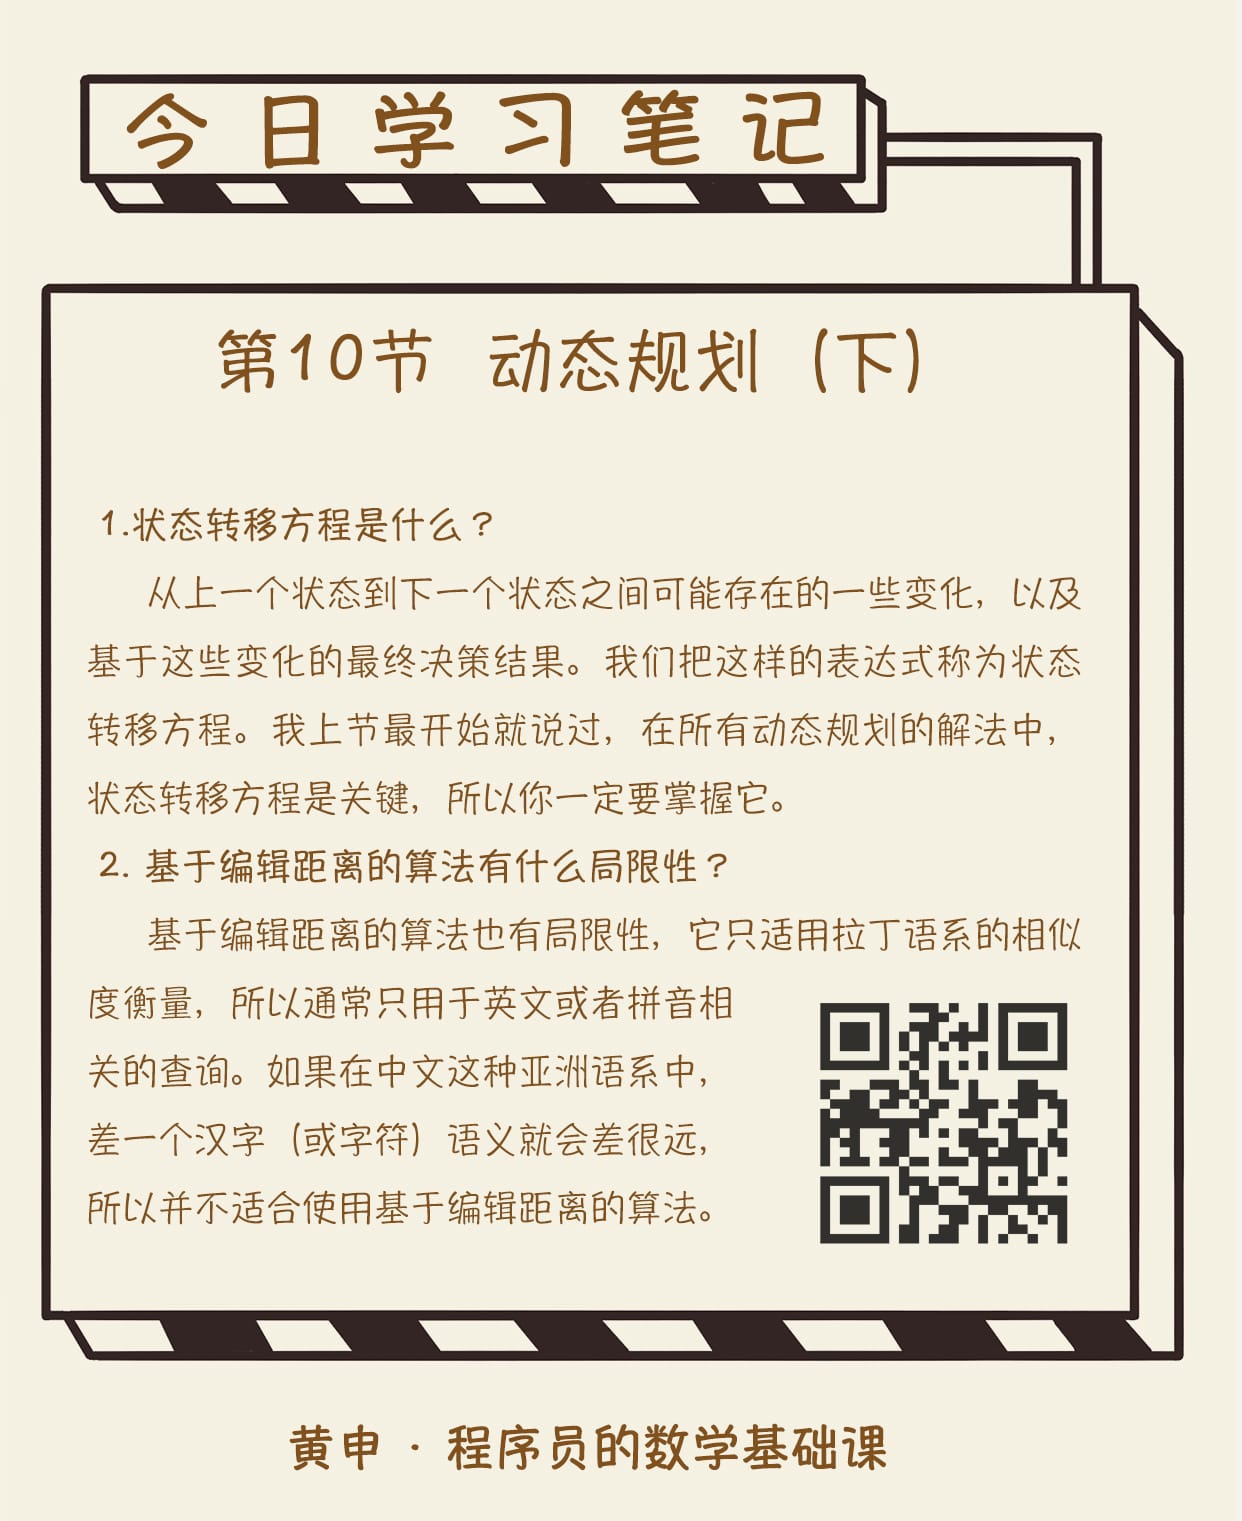 今日学习笔记
第10节 动态规划（下）
1.状态转移方程是什么？
从上一个状态到下一个状态之间可能存在的一些变化，以及
基于这些变化的最终决策结果。我们把这样的表达式称为状态
转移方程。我上节最开始就说过，在所有动态规划的解法中，
状态转移方程是关键，所以你一定要掌握它。
2. 基于编辑距离的算法有什么局限性？
基于编辑距离的算法也有局限性，它只适用拉丁语系的相似
度衡量，所以通常只用于英文或者拼音相
关的查询。如果在中文这种亚洲语系中，
差一个汉字（或字符）语义就会差很远，
所以并不适合使用基于编辑距离的算法。
黄申 · 程序员的数学基础课